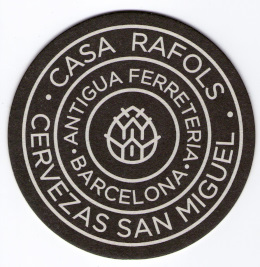 · CASA RAFOLS ·
CERVEZAS SAN MIGUEL
· ANTIGUA FERRETERIA ·
BARCELONA